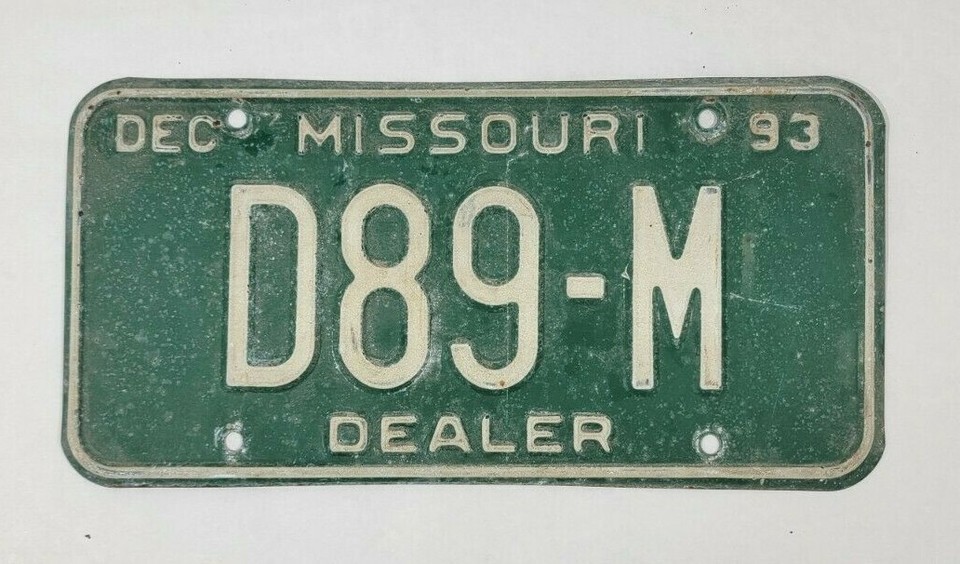 DEC MISSOURI 93
D89-M
DEALER